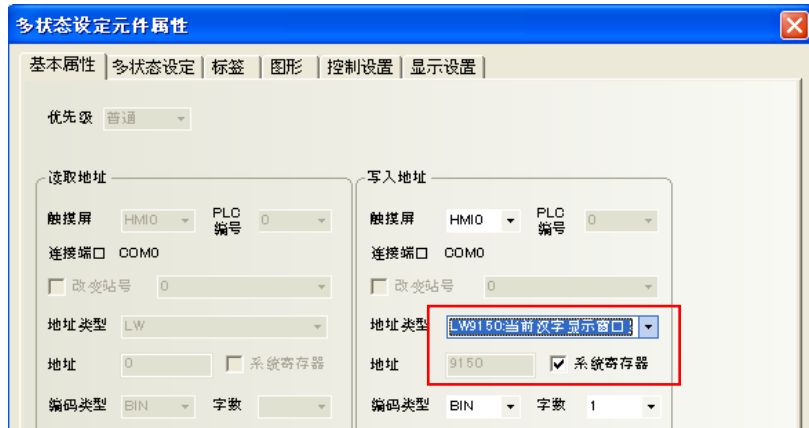 多状态设定元件属性
基本属性 多状态设定 标签 图形 控制设置 显示设置
优先级 普通
读取地址
触摸屏 HMI0 PLC编号 0
连接端口 COM0
改变站号 0
地址类型 LW
地址 0 系统寄存器
编码类型 BIN 字数
写入地址
触摸屏 HMI0 PLC编号 0
连接端口 COM0
改变站号 0
地址类型 LW9150:当前汉字显示窗口
地址 9150 系统寄存器
编码类型 BIN 字数 1